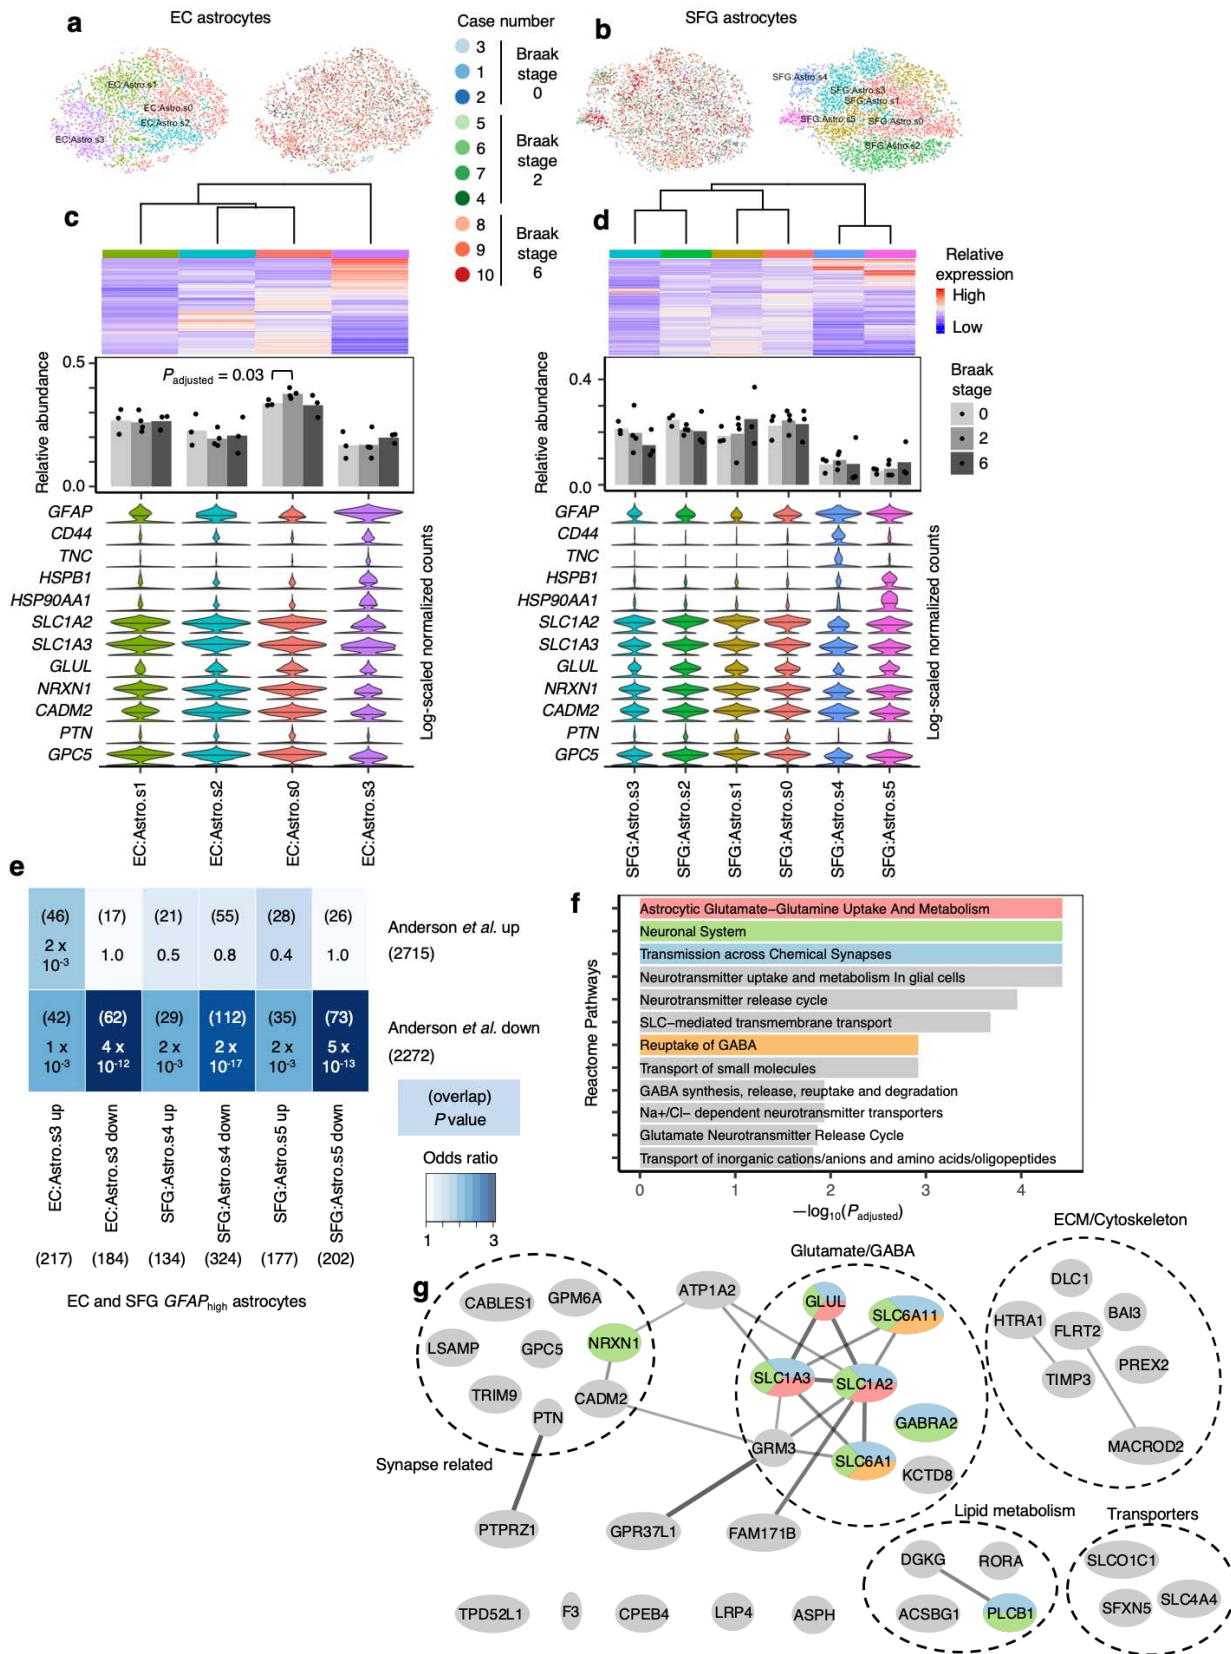 a
EC astrocytes
EC:Astro.s1
EC:Astro.s0
EC:Astro.s2
EC:Astro.s3
Case number
3
1
2
Braak
stage
0
5
6
7
4
Braak
stage
2
8
9
10
Braak
stage
6
b
SFG astrocytes
SFG:Astro.s4
SFG:Astro.s3
SFG:Astro.s1
SFG:Astro.s5
SFG:Astro.s0
SFG:Astro.s2
c
Relative abundance
0.5
0.0
Padjusted = 0.03
GFAP
CD44
TNC
HSPB1
HSP90AA1
SLC1A2
SLC1A3
GLUL
NRXN1
CADM2
PTN
GPC5
Log-scaled normalized counts
EC:Astro.s1
EC:Astro.s2
EC:Astro.s0
EC:Astro.s3
d
Relative
expression
High
Low
Relative abundance
0.4
0.0
Braak
stage
0
2
6
GFAP
CD44
TNC
HSPB1
HSP90AA1
SLC1A2
SLC1A3
GLUL
NRXN1
CADM2
PTN
GPC5
Log-scaled normalized counts
SFG:Astro.s3
SFG:Astro.s2
SFG:Astro.s1
SFG:Astro.s0
SFG:Astro.s4
SFG:Astro.s5
e
(46) (17) (21) (55) (28) (26)
2 x 10-3 1.0 0.5 0.8 0.4 1.0
Anderson et al. up
(2715)
(42) (62) (29) (112) (35) (73)
1 x 10-3 4 x 10-12 2 x 10-3 2 x 10-17 2 x 10-3 5 x 10-13
Anderson et al. down
(2272)
(overlap)
P value
Odds ratio
1 3
EC:Astro.s3 up
EC:Astro.s3 down
SFG:Astro.s4 up
SFG:Astro.s4 down
SFG:Astro.s5 up
SFG:Astro.s5 down
(217) (184) (134) (324) (177) (202)
EC and SFG GFAPhigh astrocytes
f
Reactome Pathways
Astrocytic Glutamate−Glutamine Uptake And Metabolism
Neuronal System
Transmission across Chemical Synapses
Neurotransmitter uptake and metabolism In glial cells
Neurotransmitter release cycle
SLC−mediated transmembrane transport
Reuptake of GABA
Transport of small molecules
GABA synthesis, release, reuptake and degradation
Na+/Cl− dependent neurotransmitter transporters
Glutamate Neurotransmitter Release Cycle
Transport of inorganic cations/anions and amino acids/oligopeptides
0 1 2 3 4
−log10(Padjusted)
g
CABLES1
GPM6A
LSAMP
GPC5
NRXN1
TRIM9
CADM2
PTN
Synapse related
ATP1A2
PTPRZ1
GPR37L1
FAM171B
Glutamate/GABA
GLUL
SLC6A11
SLC1A3
SLC1A2
GABRA2
GRM3
SLC6A1
KCTD8
ECM/Cytoskeleton
DLC1
HTRA1
BAI3
FLRT2
PREX2
TIMP3
MACROD2
Lipid metabolism
DGKG
RORA
ACSBG1
PLCB1
Transporters
SLCO1C1
SLC4A4
SFXN5
TPD52L1
F3
CPEB4
LRP4
ASPH